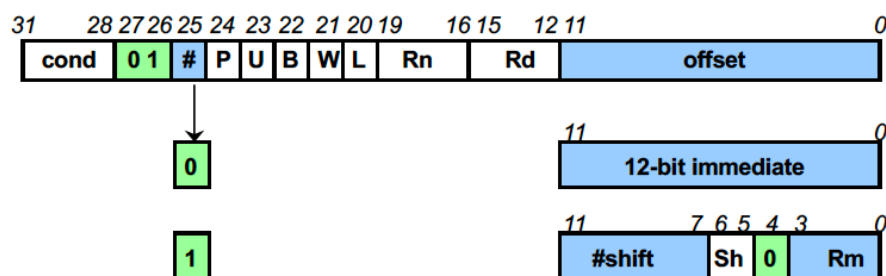 31 28 27 26 25 24 23 22 21 20 19 16 15 12 11 0
cond 0 1 # P U B W L Rn Rd offset
11 0
0 12-bit immediate
11 7 6 5 4 3 0
1 #shift Sh 0 Rm